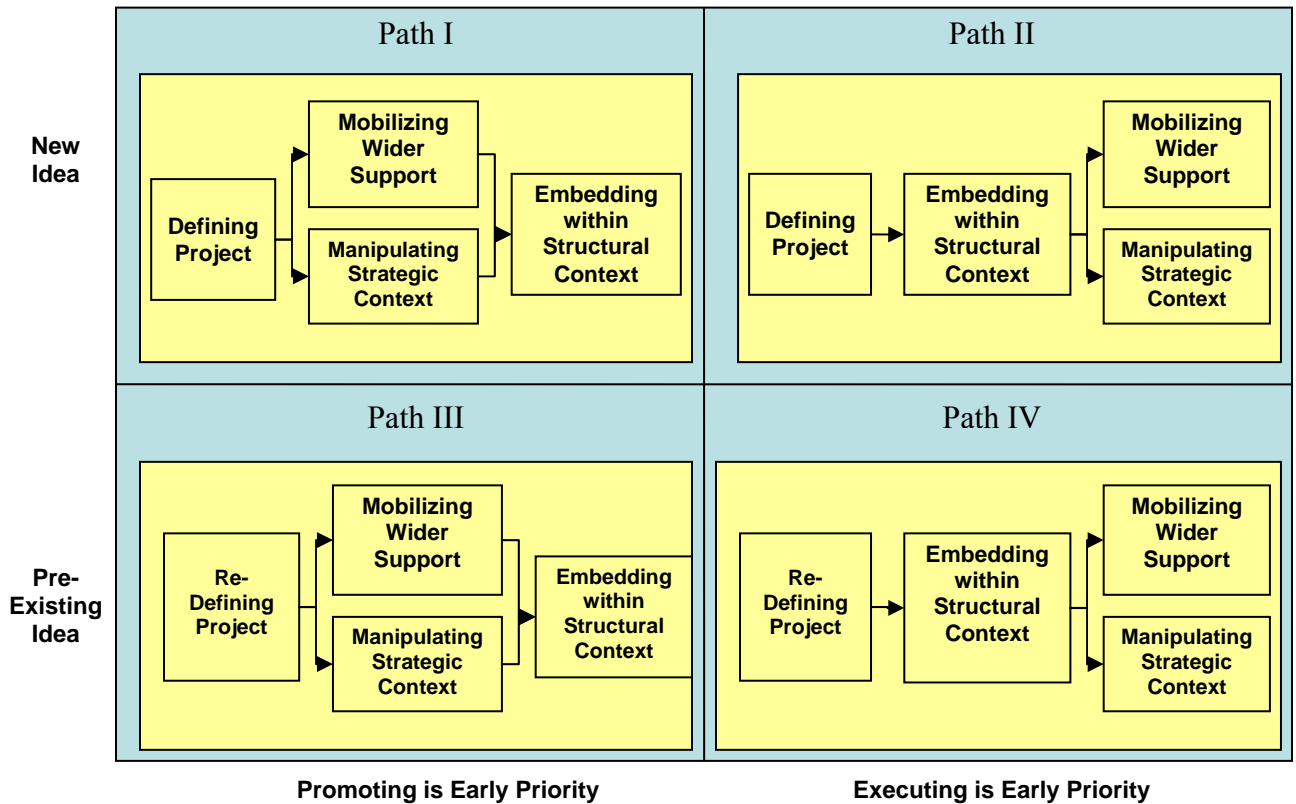 Path I
Path II
New
Idea
Defining
Project
Mobilizing
Wider
Support
Manipulating
Strategic
Context
Embedding
within
Structural
Context
Defining
Project
Embedding
within
Structural
Context
Mobilizing
Wider
Support
Manipulating
Strategic
Context
Path III
Path IV
Pre-
Existing
Idea
Re-
Defining
Project
Mobilizing
Wider
Support
Manipulating
Strategic
Context
Embedding
within
Structural
Context
Re-
Defining
Project
Embedding
within
Structural
Context
Mobilizing
Wider
Support
Manipulating
Strategic
Context
Promoting is Early Priority
Executing is Early Priority